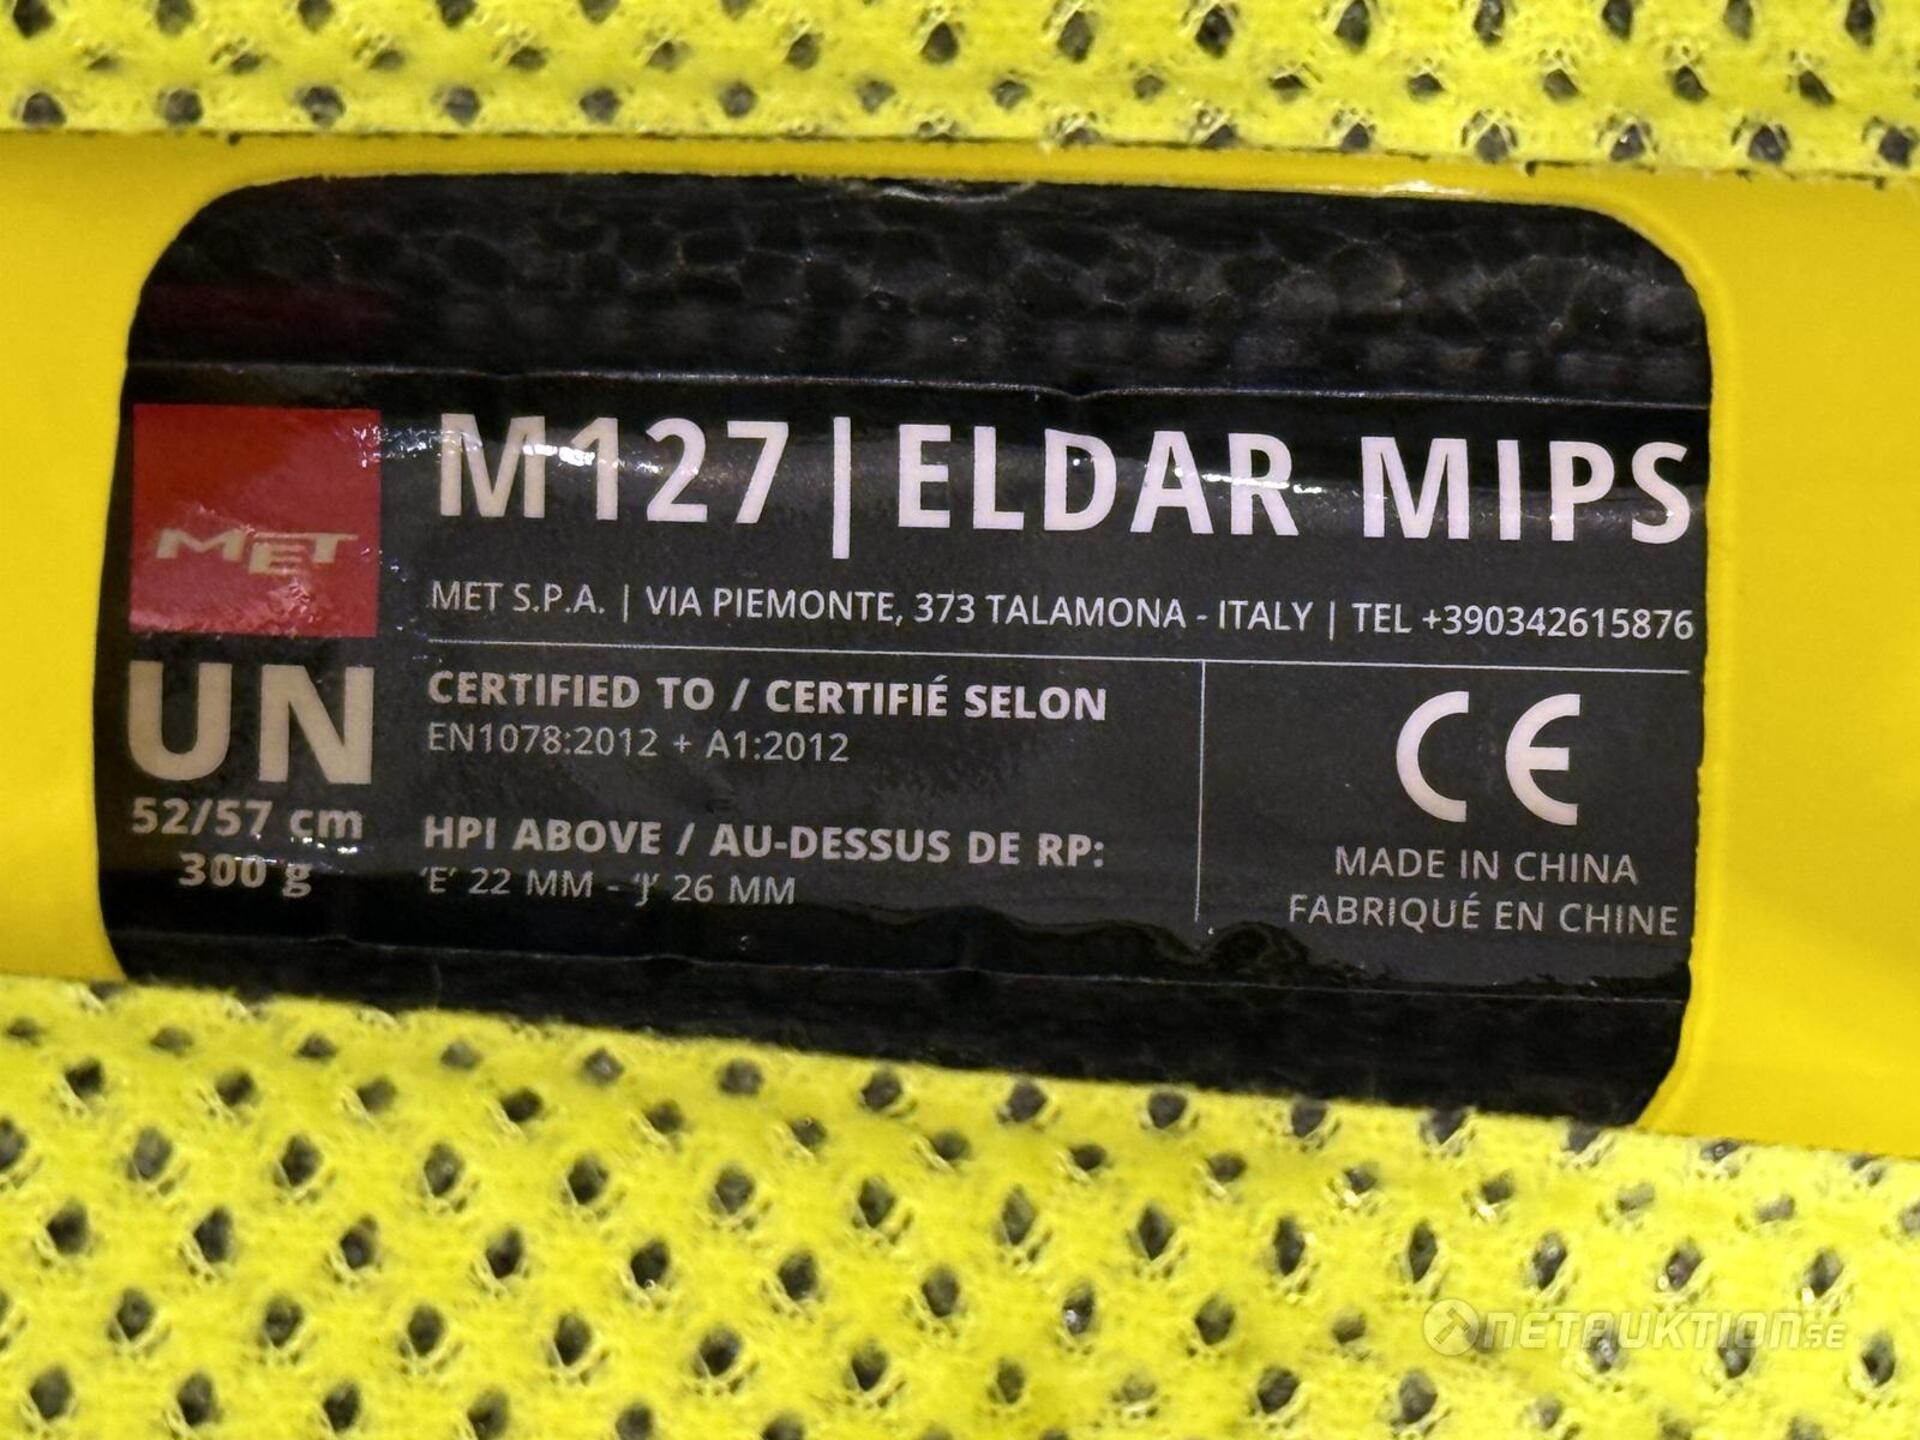 MET
UN
52/57 cm
300 g
M127 | ELDAR MIPS
MET S.P.A. | VIA PIEMONTE, 373 TALAMONA - ITALY | TEL +390342615876
CERTIFIED TO / CERTIFIÉ SELON
EN1078:2012 + A1:2012
HPI ABOVE / AU-DESSUS DE RP:
‘E’ 22 MM - ‘J’ 26 MM
CE
MADE IN CHINA
FABRIQUÉ EN CHINE
NETAUKTION.SE